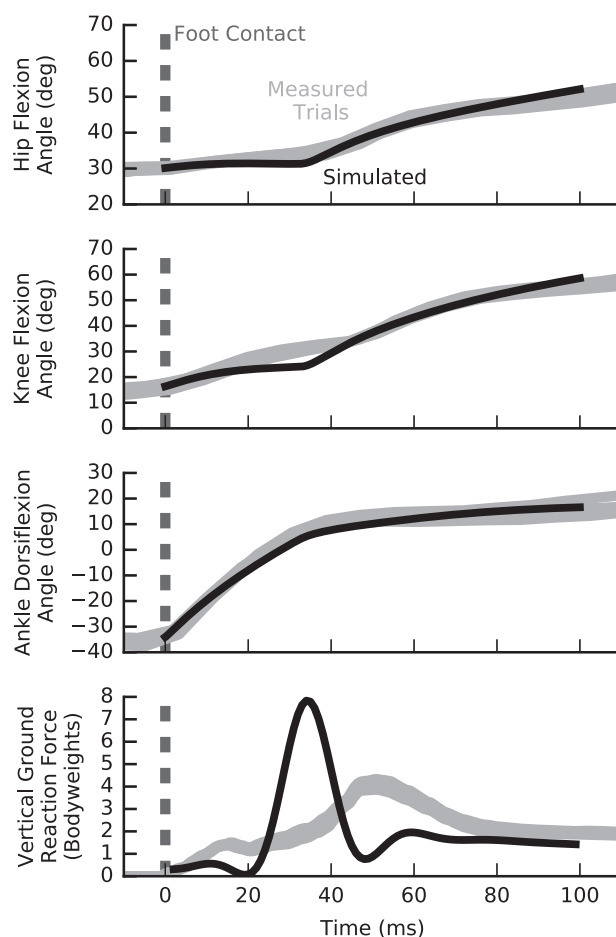 Hip Flexion
Angle (deg)
70
60
50
40
30
20
Foot Contact
Measured
Trials
Simulated
Knee Flexion
Angle (deg)
70
60
50
40
30
20
10
0
Ankle Dorsiflexion
Angle (deg)
30
20
10
0
−10
−20
−30
−40
Vertical Ground
Reaction Force
(Bodyweights)
8
7
6
5
4
3
2
1
0
0 20 40 60 80 100
Time (ms)